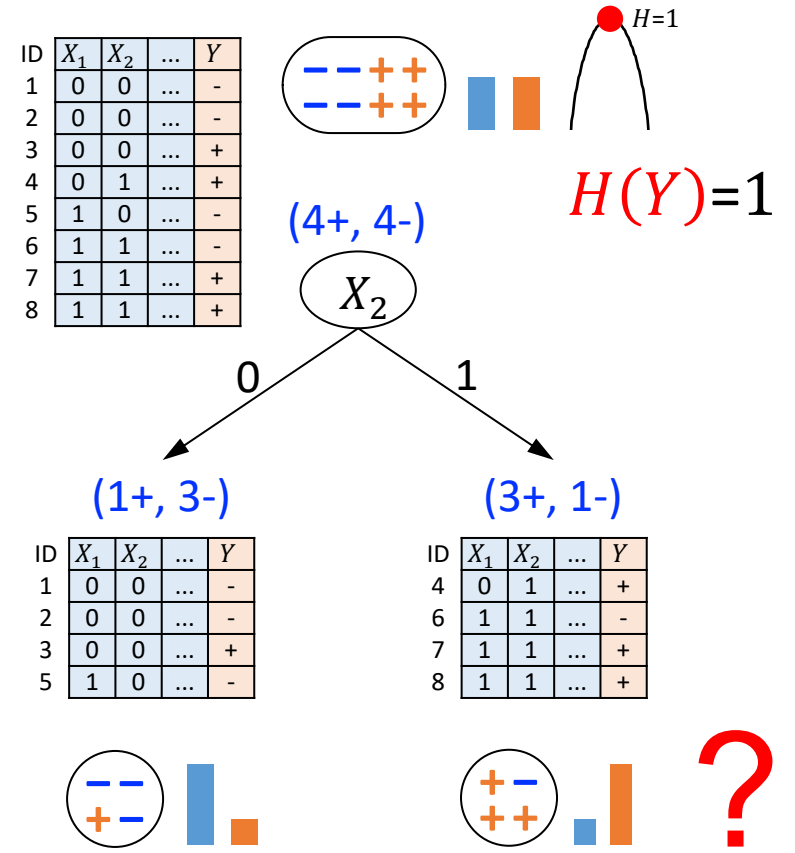 H=1
ID X₁ X₂ ... Y
1 0 0 ... -
2 0 0 ... -
3 0 0 ... +
4 0 1 ... +
5 1 0 ... -
6 1 1 ... -
7 1 1 ... +
8 1 1 ... +
− − + +
− − + +
H(Y)=1
(4+, 4-)
X₂
0 1
(1+, 3-)
(3+, 1-)
ID X₁ X₂ ... Y
1 0 0 ... -
2 0 0 ... -
3 0 0 ... +
5 1 0 ... -
ID X₁ X₂ ... Y
4 0 1 ... +
6 1 1 ... -
7 1 1 ... +
8 1 1 ... +
− −
+ −
+ −
+ +
?